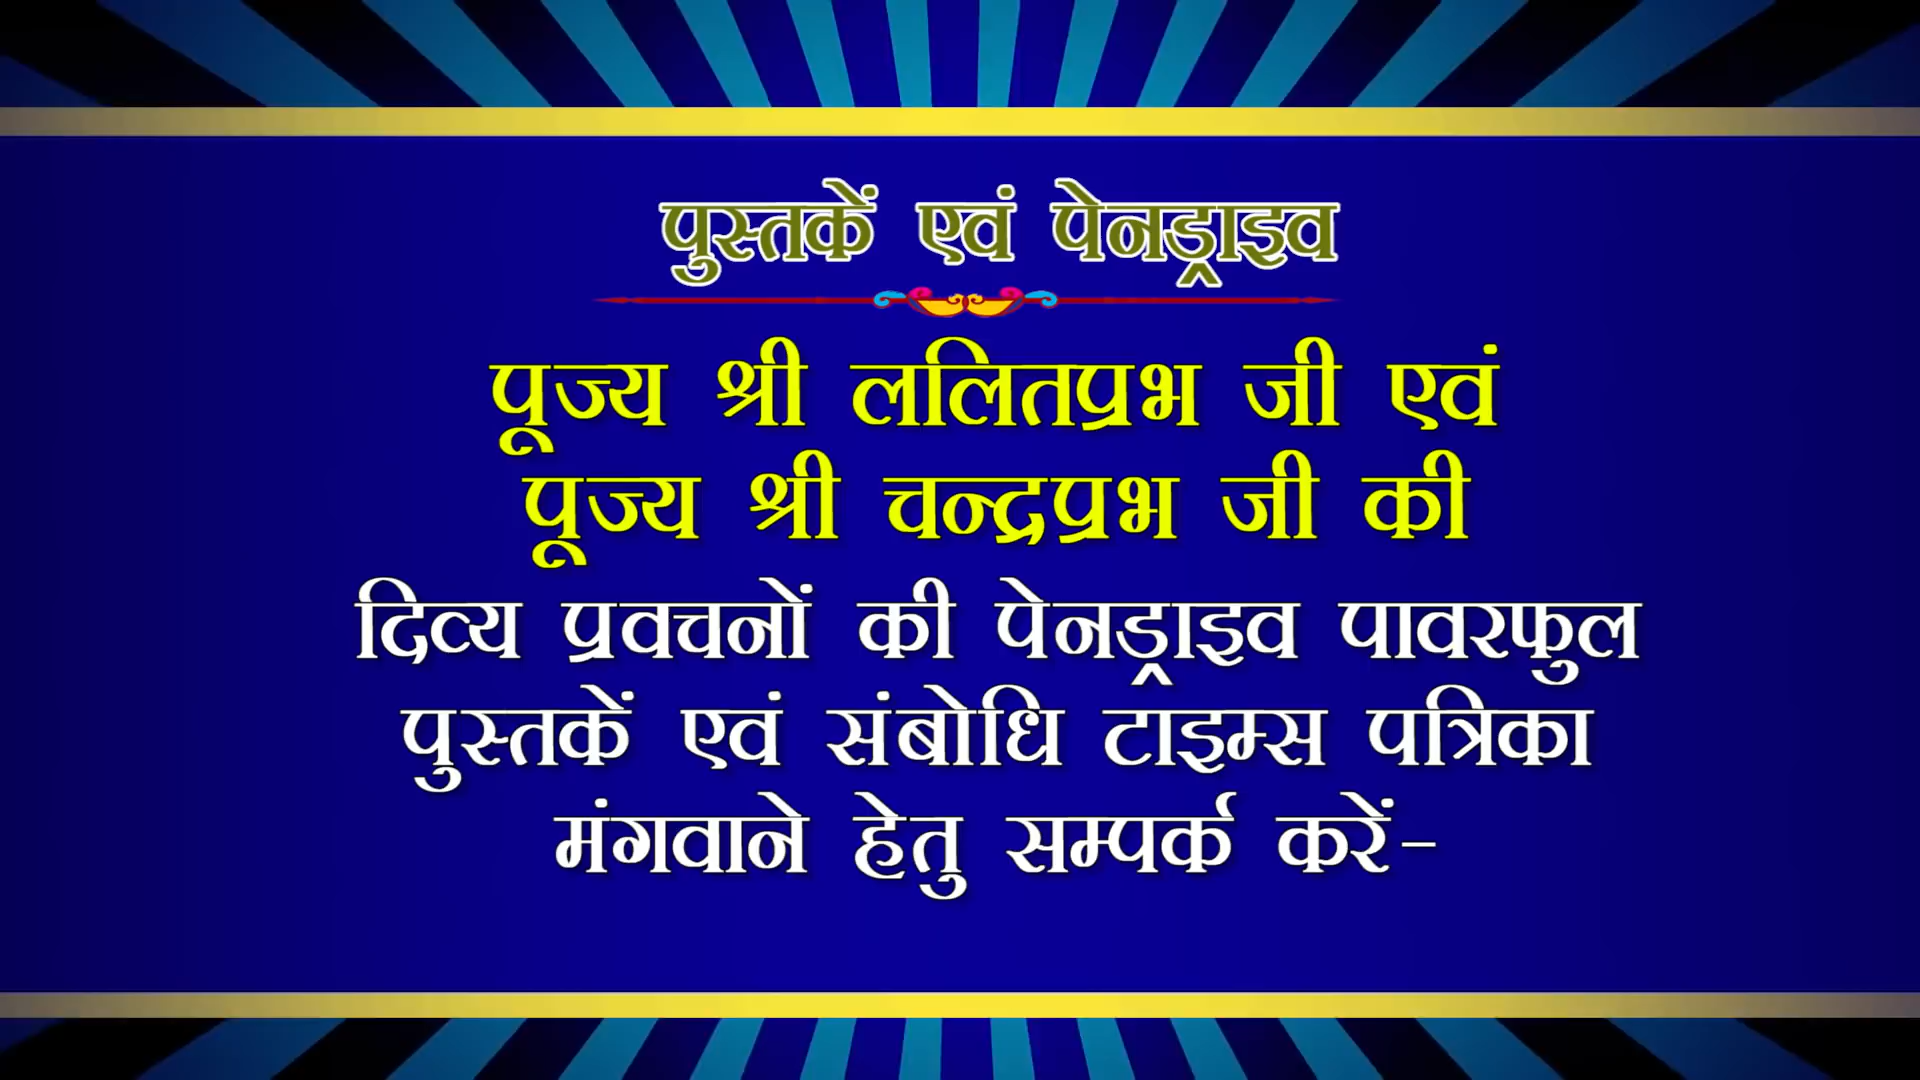 पुस्तकें एवं पेनड्राइव
पूज्य श्री ललितप्रभ जी एवं
पूज्य श्री चन्द्रप्रभ जी की
दिव्य प्रवचनों की पेनड्राइव पावरफुल
पुस्तकें एवं संबोधि टाइम्स पत्रिका
मंगवाने हेतु सम्पर्क करें-